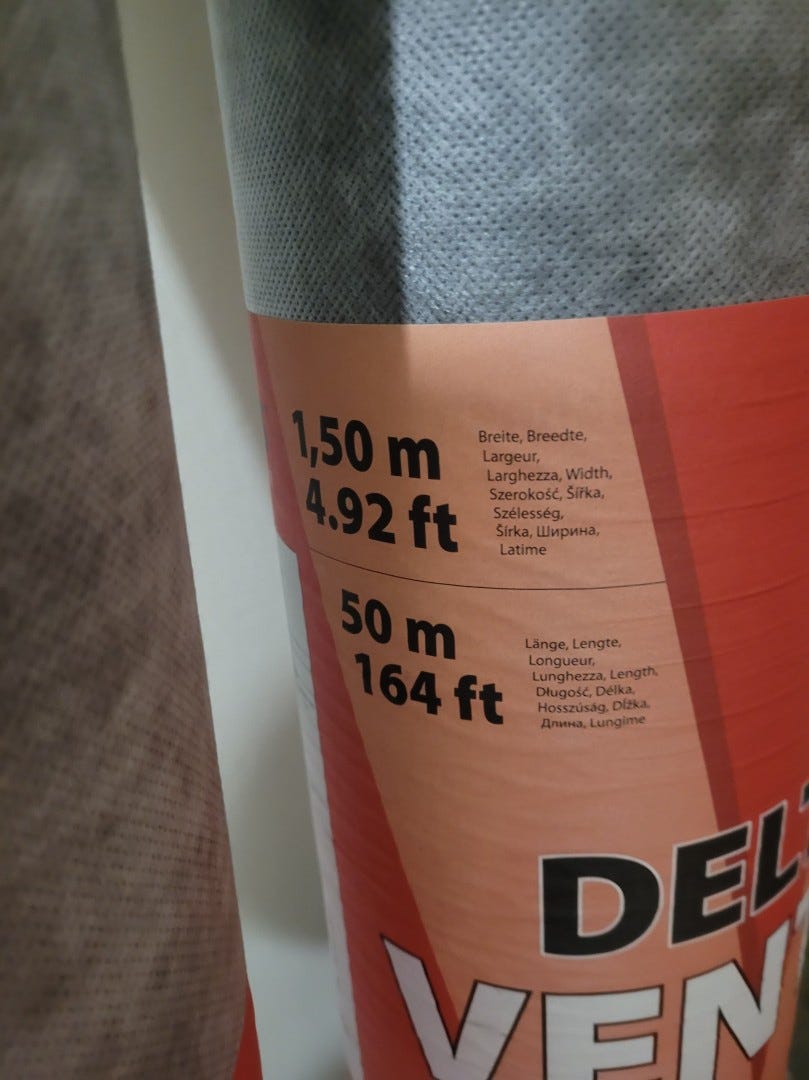 1,50 m
4.92 ft
Breite, Breedte,
Largeur,
Larghezza, Width,
Szerokość, Šířka,
Szélesség,
Šírka, Ширина,
Latime
50 m
164 ft
Länge, Lengte,
Longueur,
Lunghezza, Length,
Długość, Délka,
Hosszúság, Dĺžka,
Длина, Lungime
DEL
VEN